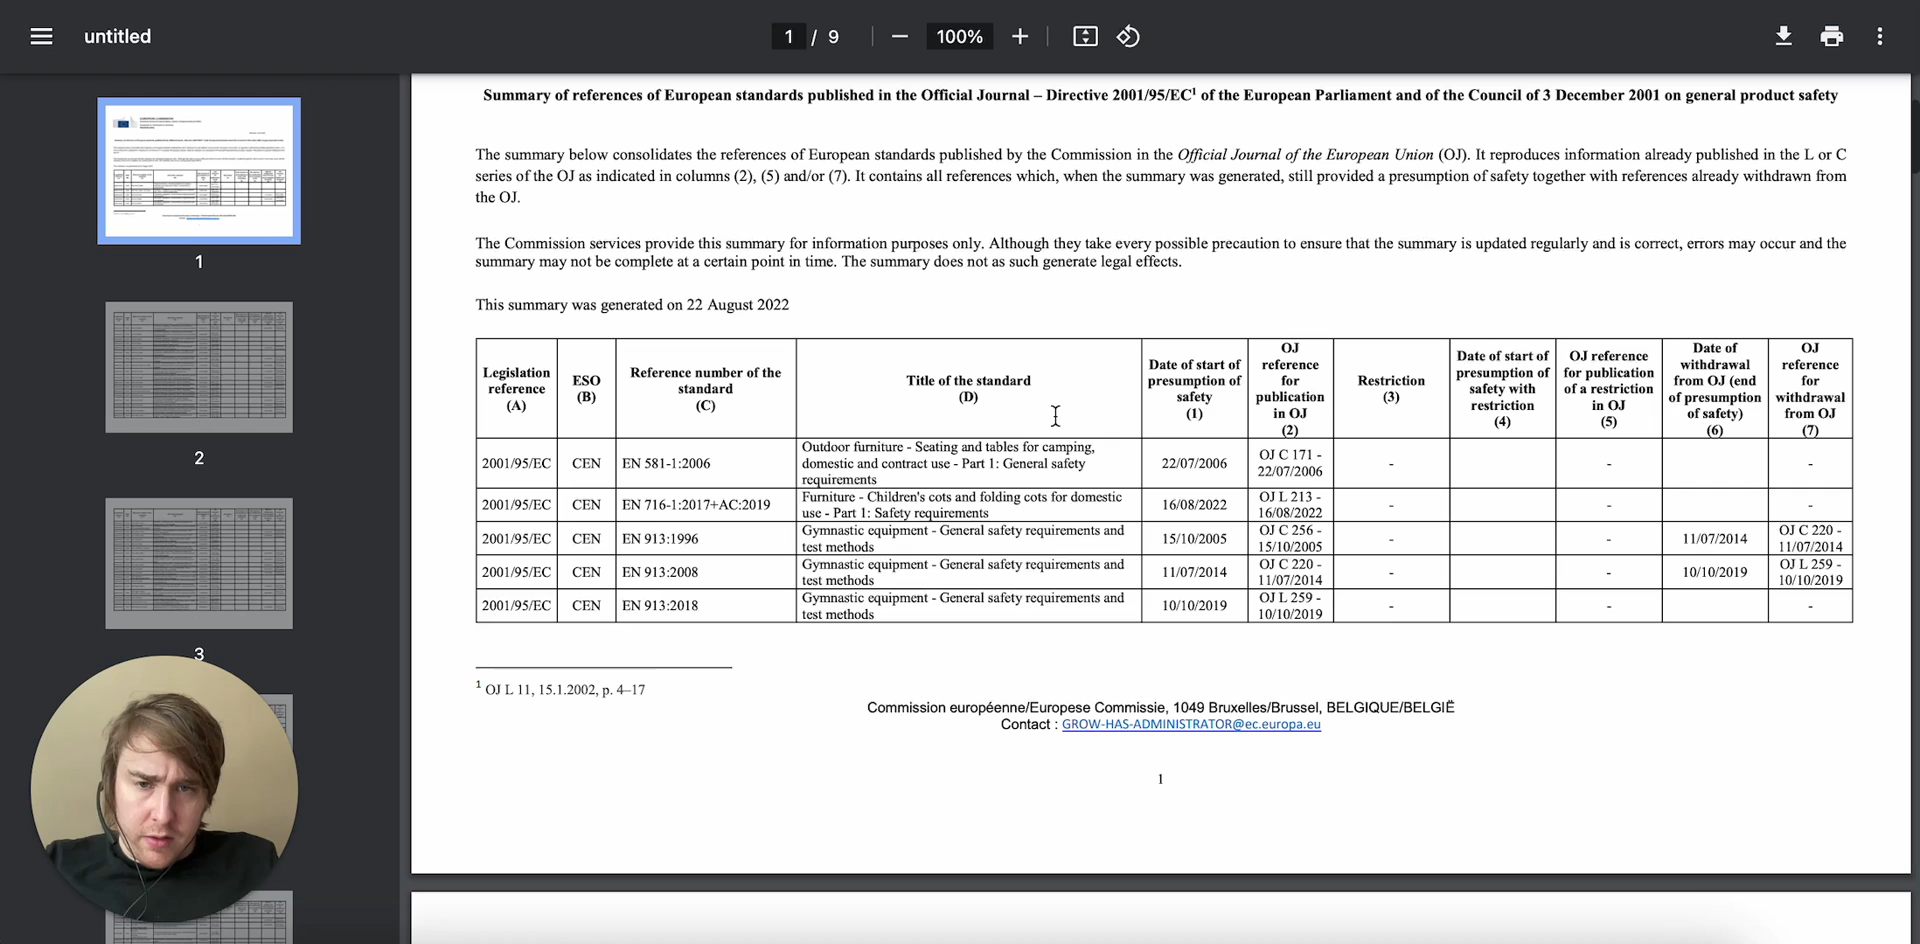 untitled
1 / 9
100%
1
2
3
Summary of references of European standards published in the Official Journal – Directive 2001/95/EC1 of the European Parliament and of the Council of 3 December 2001 on general product safety
The summary below consolidates the references of European standards published by the Commission in the Official Journal of the European Union (OJ). It reproduces information already published in the L or C
series of the OJ as indicated in columns (2), (5) and/or (7). It contains all references which, when the summary was generated, still provided a presumption of safety together with references already withdrawn from
the OJ.
The Commission services provide this summary for information purposes only. Although they take every possible precaution to ensure that the summary is updated regularly and is correct, errors may occur and the
summary may not be complete at a certain point in time. The summary does not as such generate legal effects.
This summary was generated on 22 August 2022
Legislation
reference
(A)
ESO
(B)
Reference number of the
standard
(C)
Title of the standard
(D)
Date of start of
presumption of
safety
(1)
OJ
reference
for
publication
in OJ
(2)
Restriction
(3)
Date of start of
presumption of
safety with
restriction
(4)
OJ reference
for publication
of a restriction
in OJ
(5)
Date of
withdrawal
from OJ (end
of presumption
of safety)
(6)
OJ
reference
for
withdrawal
from OJ
(7)
2001/95/EC
CEN
EN 581-1:2006
Outdoor furniture - Seating and tables for camping,
domestic and contract use - Part 1: General safety
requirements
22/07/2006
OJ C 171 -
22/07/2006
-
-
-
2001/95/EC
CEN
EN 716-1:2017+AC:2019
Furniture - Children's cots and folding cots for domestic
use - Part 1: Safety requirements
16/08/2022
OJ L 213 -
16/08/2022
-
-
-
2001/95/EC
CEN
EN 913:1996
Gymnastic equipment - General safety requirements and
test methods
15/10/2005
OJ C 256 -
15/10/2005
-
-
11/07/2014
OJ C 220 -
11/07/2014
2001/95/EC
CEN
EN 913:2008
Gymnastic equipment - General safety requirements and
test methods
11/07/2014
OJ C 220 -
11/07/2014
-
-
10/10/2019
OJ L 259 -
10/10/2019
2001/95/EC
CEN
EN 913:2018
Gymnastic equipment - General safety requirements and
test methods
10/10/2019
OJ L 259 -
10/10/2019
-
-
-
1 OJ L 11, 15.1.2002, p. 4–17
Commission européenne/Europese Commissie, 1049 Bruxelles/Brussel, BELGIQUE/BELGIË
Contact : GROW-HAS-ADMINISTRATOR@ec.europa.eu
1